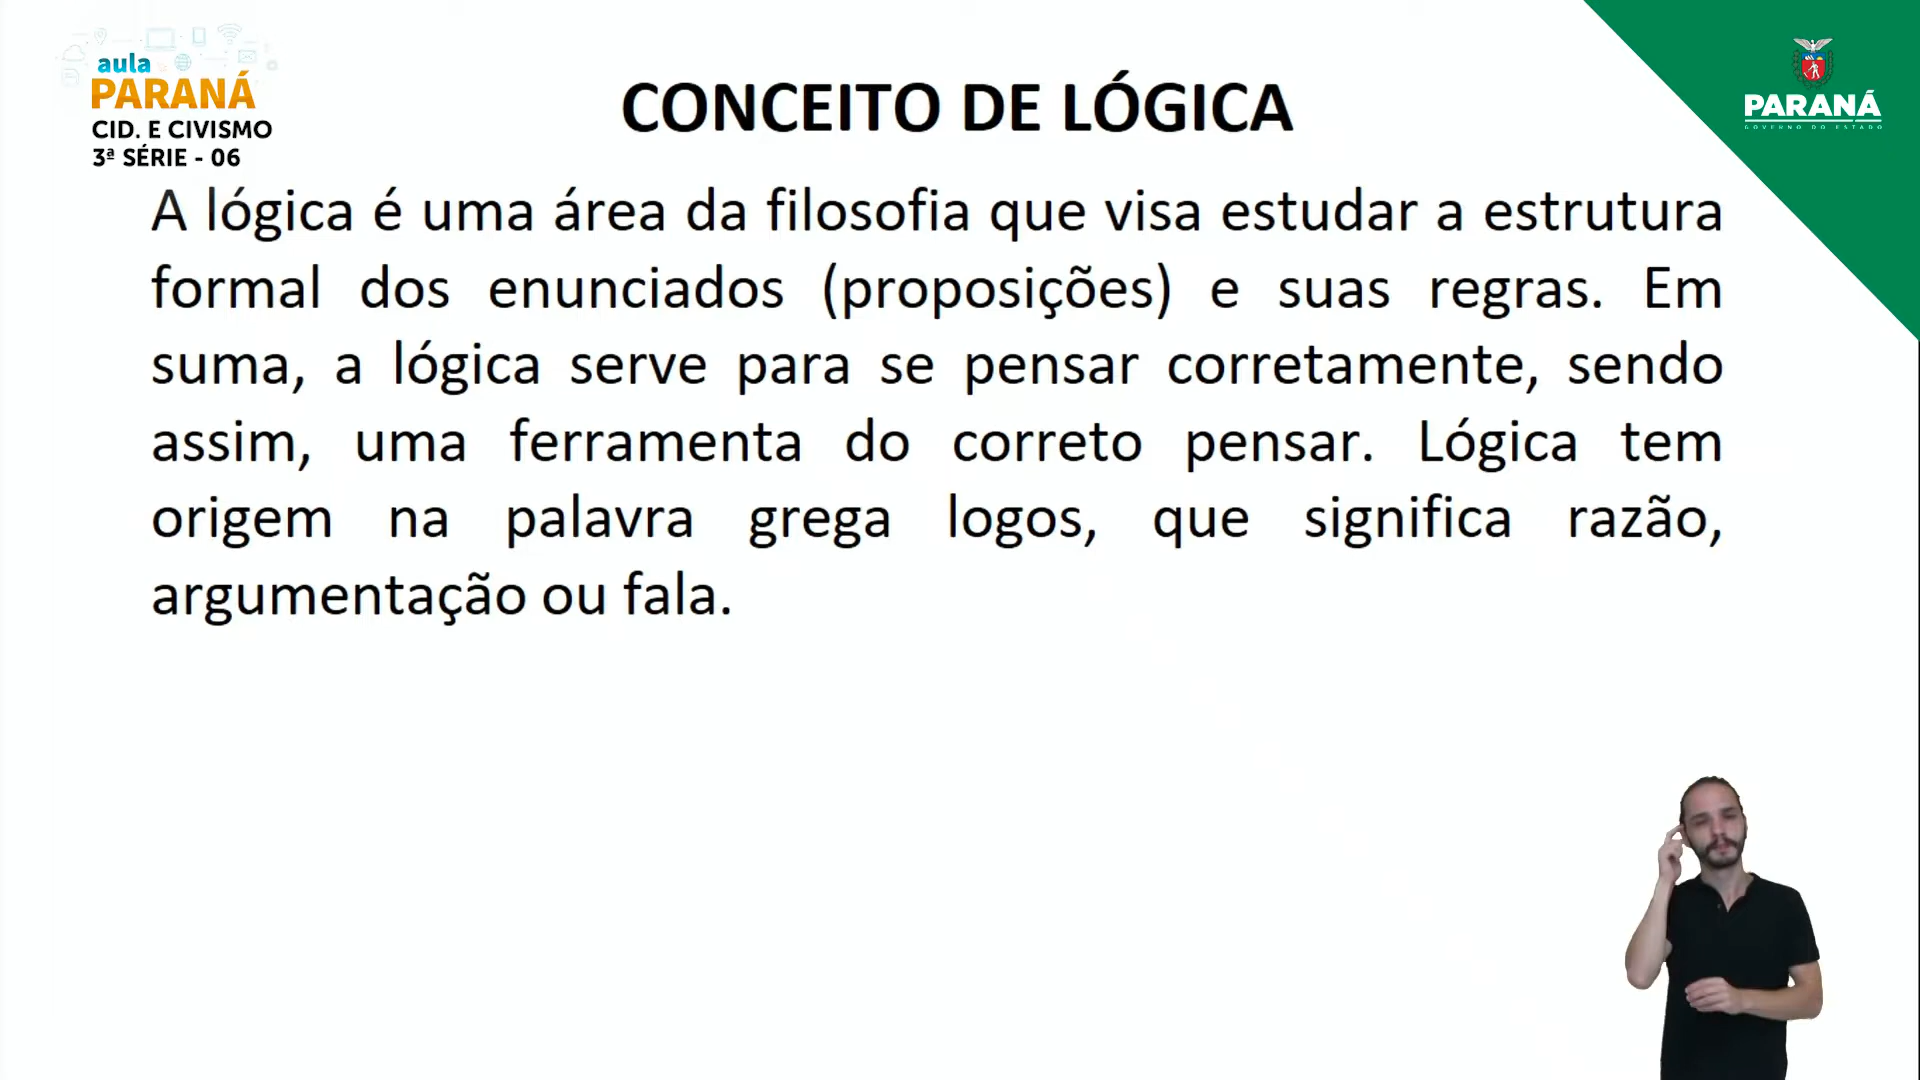 aula
PARANÁ
CID. E CIVISMO
3ª SÉRIE - 06
CONCEITO DE LÓGICA
PARANÁ
GOVERNO DO ESTADO
A lógica é uma área da filosofia que visa estudar a estrutura
formal dos enunciados (proposições) e suas regras. Em
suma, a lógica serve para se pensar corretamente, sendo
assim, uma ferramenta do correto pensar. Lógica tem
origem na palavra grega logos, que significa razão,
argumentação ou fala.